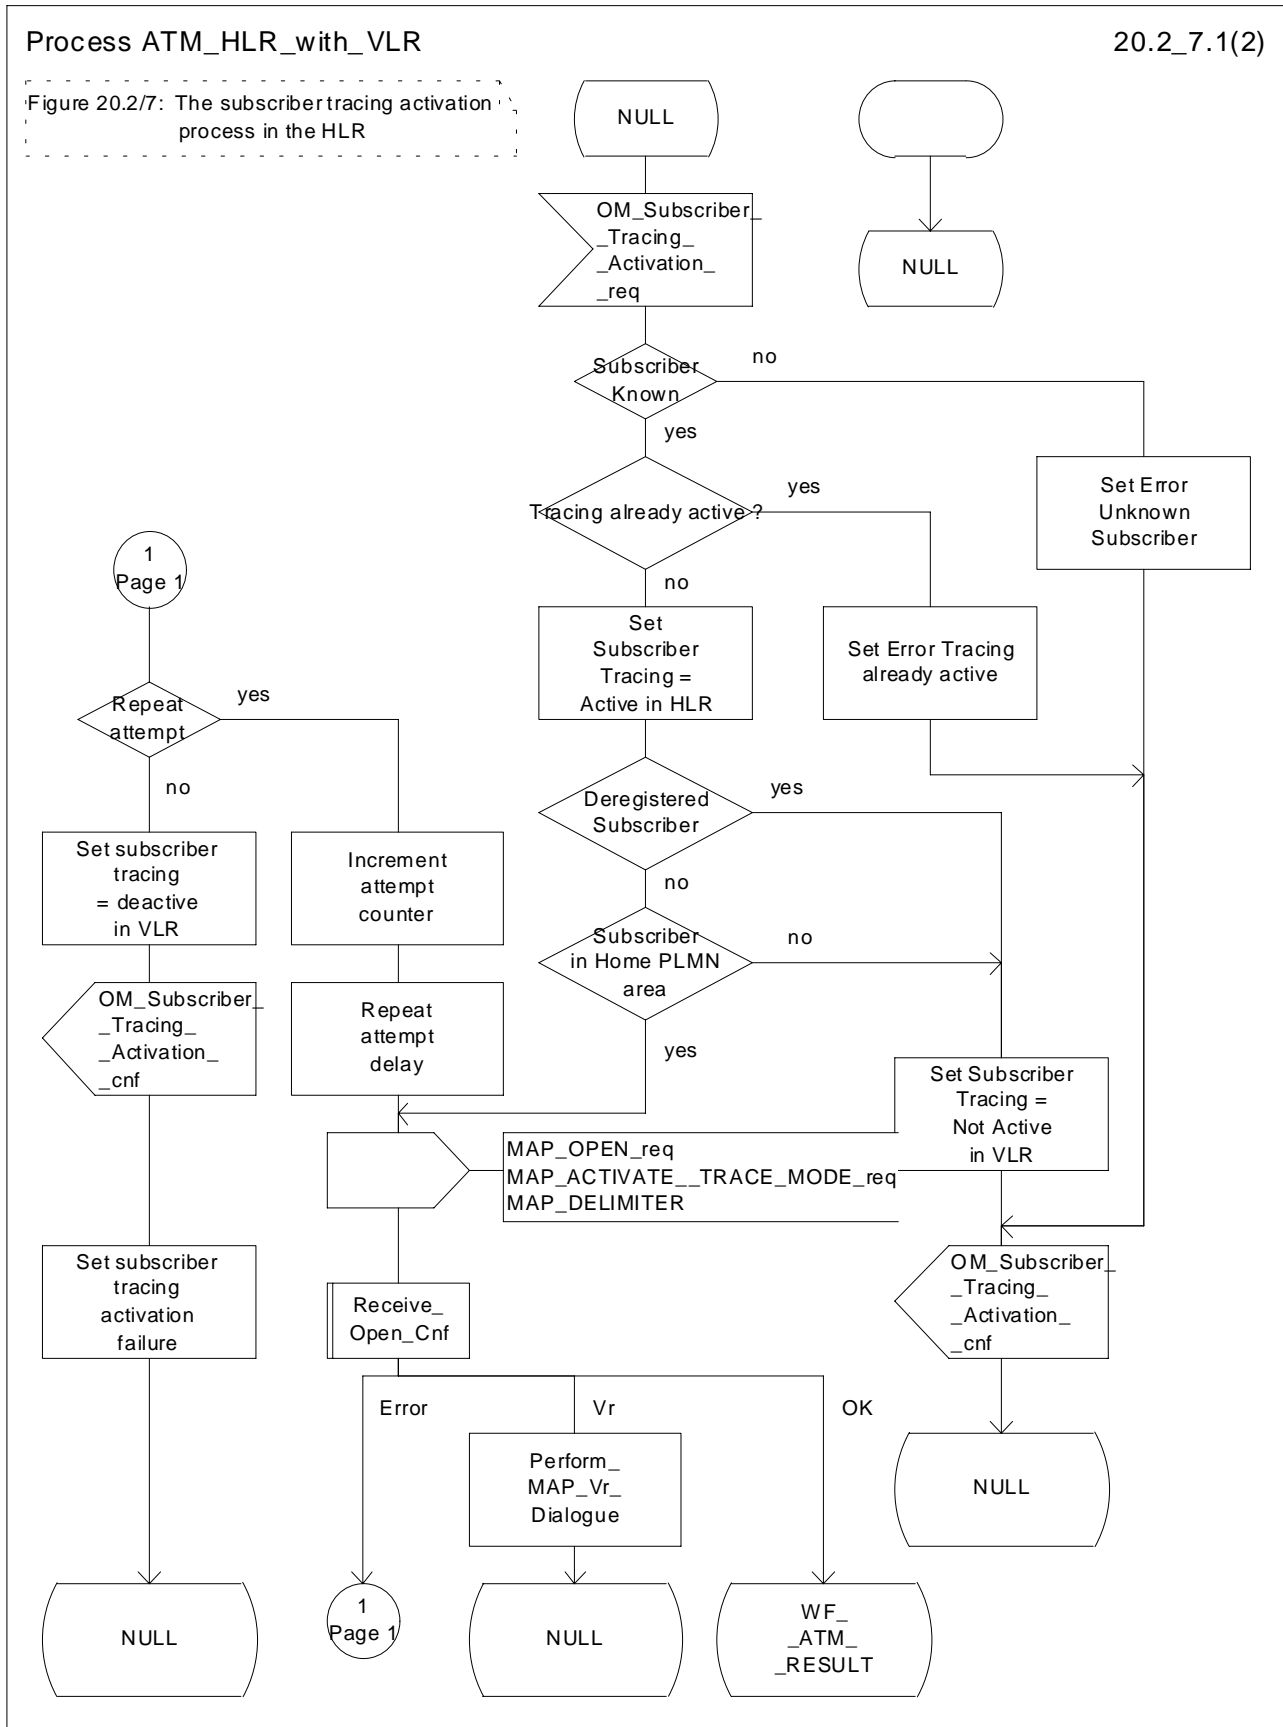 Process ATM_HLR_with_VLR
20.2_7.1(2)
Figure 20.2/7: The subscriber tracing activation
process in the HLR
NULL
OM_Subscriber_
_Tracing_
_Activation_
_req
NULL
Subscriber
Known
no
yes
Tracing already active ?
yes
no
Set Error
Unknown
Subscriber
1
Page 1
Set
Subscriber
Tracing =
Active in HLR
Set Error Tracing
already active
Repeat
attempt
yes
no
Deregistered
Subscriber
yes
no
Set subscriber
tracing
= deactive
in VLR
Increment
attempt
counter
Subscriber
in Home PLMN
area
no
yes
OM_Subscriber_
_Tracing_
_Activation_
_cnf
Repeat
attempt
delay
Set Subscriber
Tracing =
Not Active
in VLR
MAP_OPEN_req
MAP_ACTIVATE__TRACE_MODE_req
MAP_DELIMITER
Set subscriber
tracing
activation
failure
Receive_
Open_Cnf
OM_Subscriber_
_Tracing_
_Activation_
_cnf
Error
Vr
OK
Perform_
MAP_Vr_
Dialogue
NULL
NULL
1
Page 1
NULL
WF_
_ATM_
_RESULT